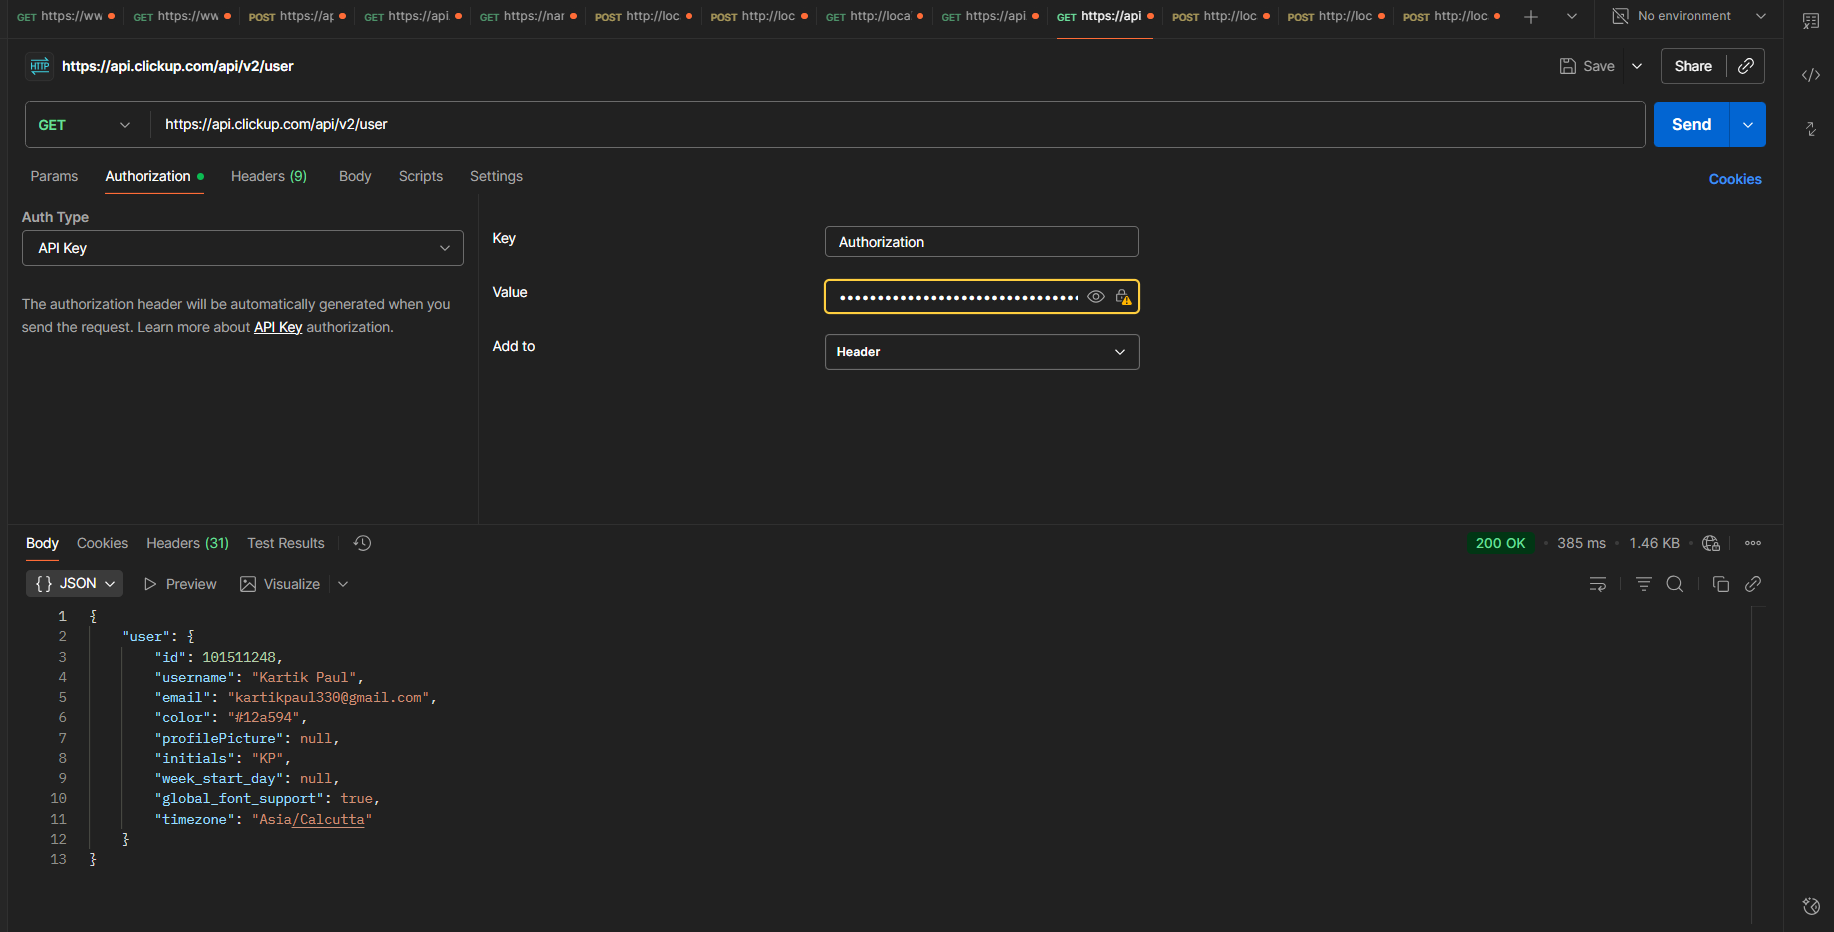 GET https://ww GET https://ww POST https://ap GET https://api. GET https://nar POST http://loc. POST http://loc GET http://local GET https://api. GET https://api POST http://loc POST http://loc POST http://loc No environment
HTTP https://api.clickup.com/api/v2/user Save Share
GET https://api.clickup.com/api/v2/user Send
Params Authorization Headers (9) Body Scripts Settings Cookies
Auth Type
API Key
The authorization header will be automatically generated when you
send the request. Learn more about API Key authorization.
Key Authorization
Value
Add to Header
Body Cookies Headers (31) Test Results 200 OK • 385 ms • 1.46 KB •
{} JSON Preview Visualize
1 {
2 "user": {
3 "id": 101511248,
4 "username": "Kartik Paul",
5 "email": "kartikpaul330@gmail.com",
6 "color": "#12a594",
7 "profilePicture": null,
8 "initials": "KP",
9 "week_start_day": null,
10 "global_font_support": true,
11 "timezone": "Asia/Calcutta"
12 }
13 }